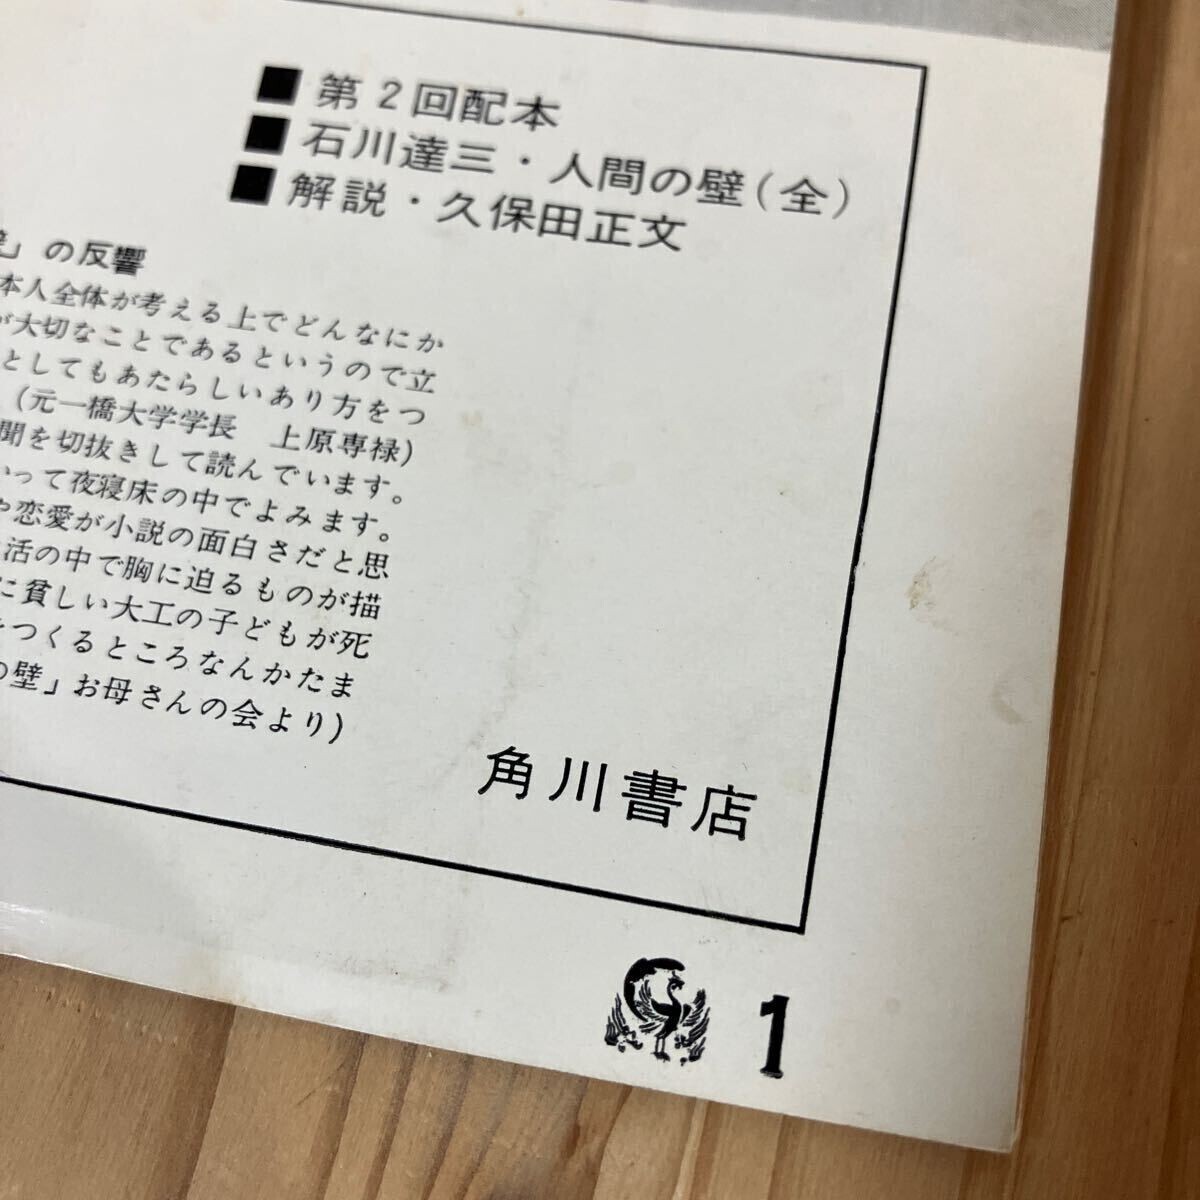 ■第2回配本
■石川達三・人間の壁(全)
■解説・久保田正文
」の反響
本人全体が考える上でどんなにか
が大切なことであるというので立
としてもあたらしいあり方をつ
(元一橋大学学長 上原専禄)
聞を切抜きして読んでいます。
って夜寝床の中でよみます。
や恋愛が小説の面白さだと思
活の中で胸に迫るものが描
に貧しい大工の子どもが死
をつくるところなんかたま
の壁」お母さんの会より)
角川書店
1